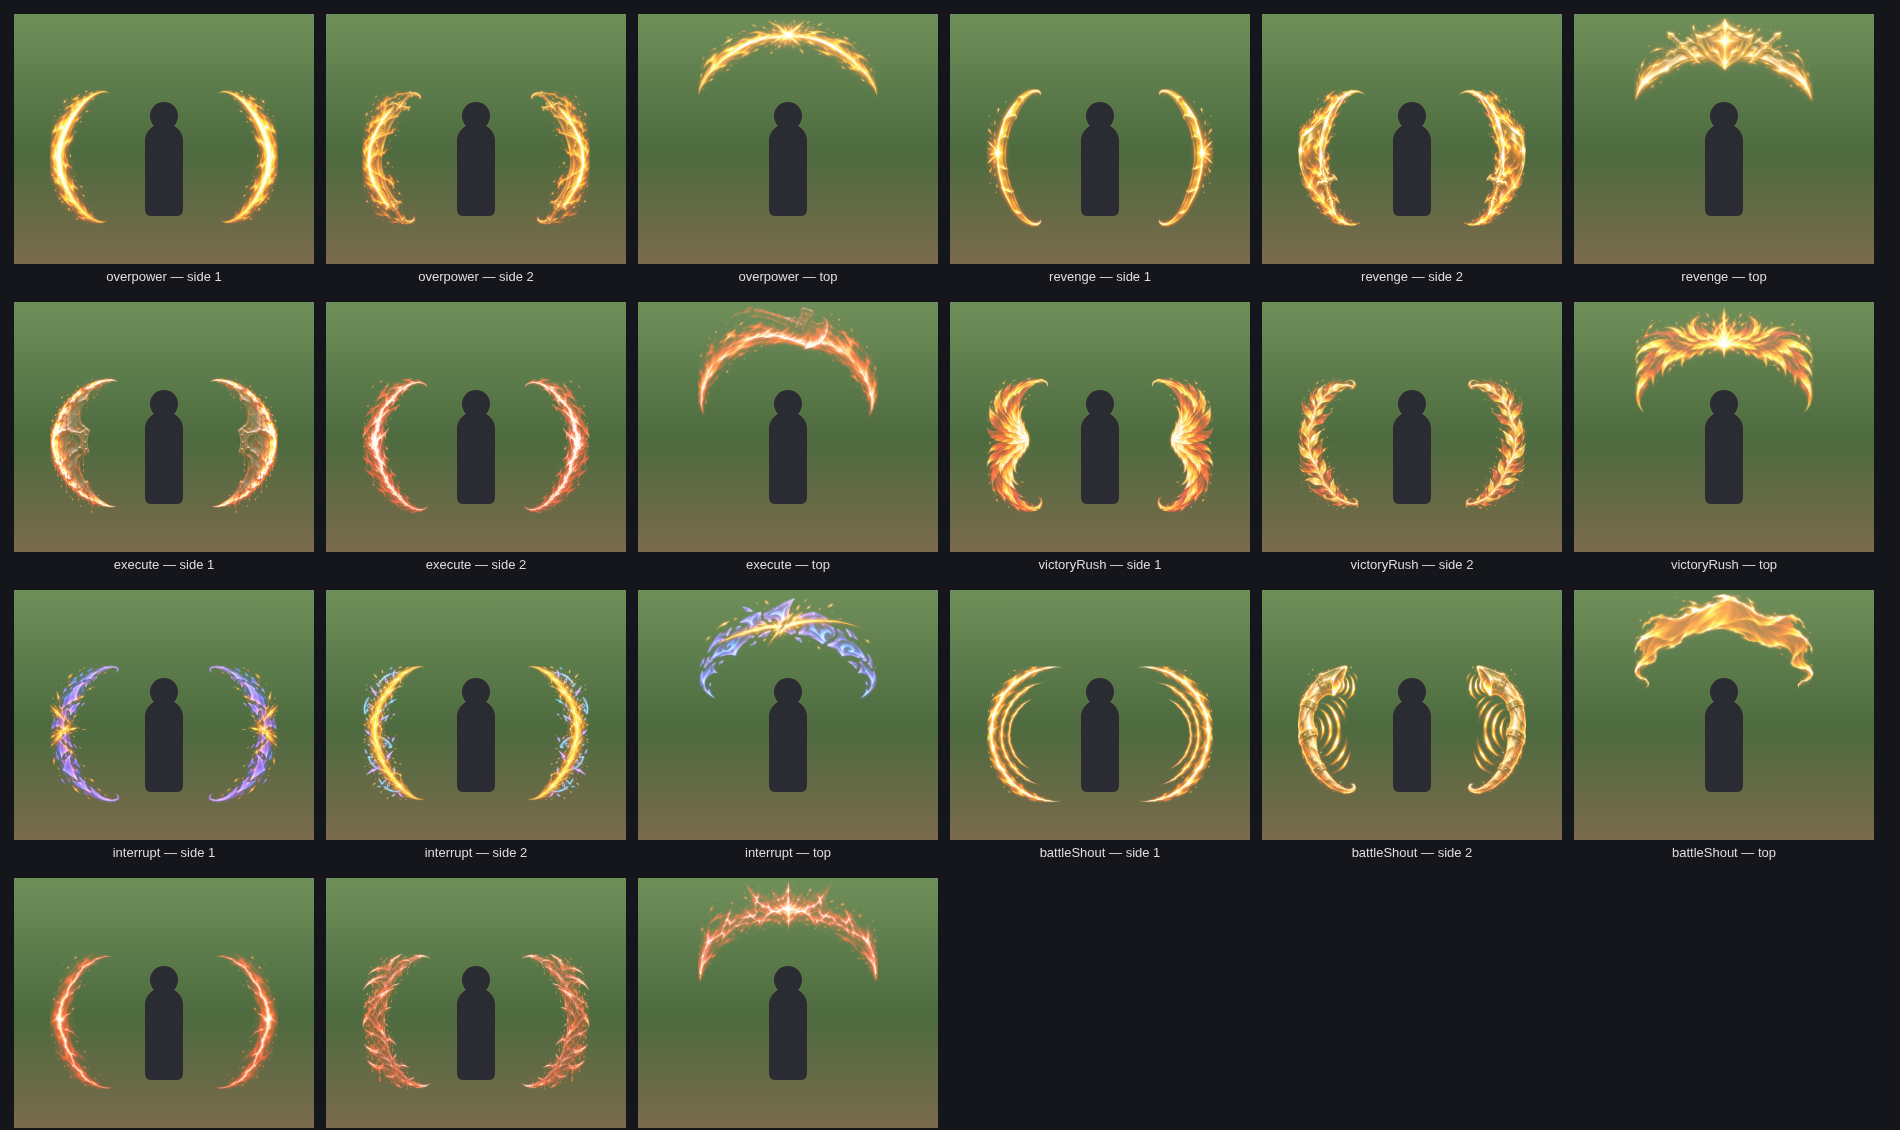 overpower — side 1
overpower — side 2
overpower — top
revenge — side 1
revenge — side 2
revenge — top
execute — side 1
execute — side 2
execute — top
victoryRush — side 1
victoryRush — side 2
victoryRush — top
interrupt — side 1
interrupt — side 2
interrupt — top
battleShout — side 1
battleShout — side 2
battleShout — top